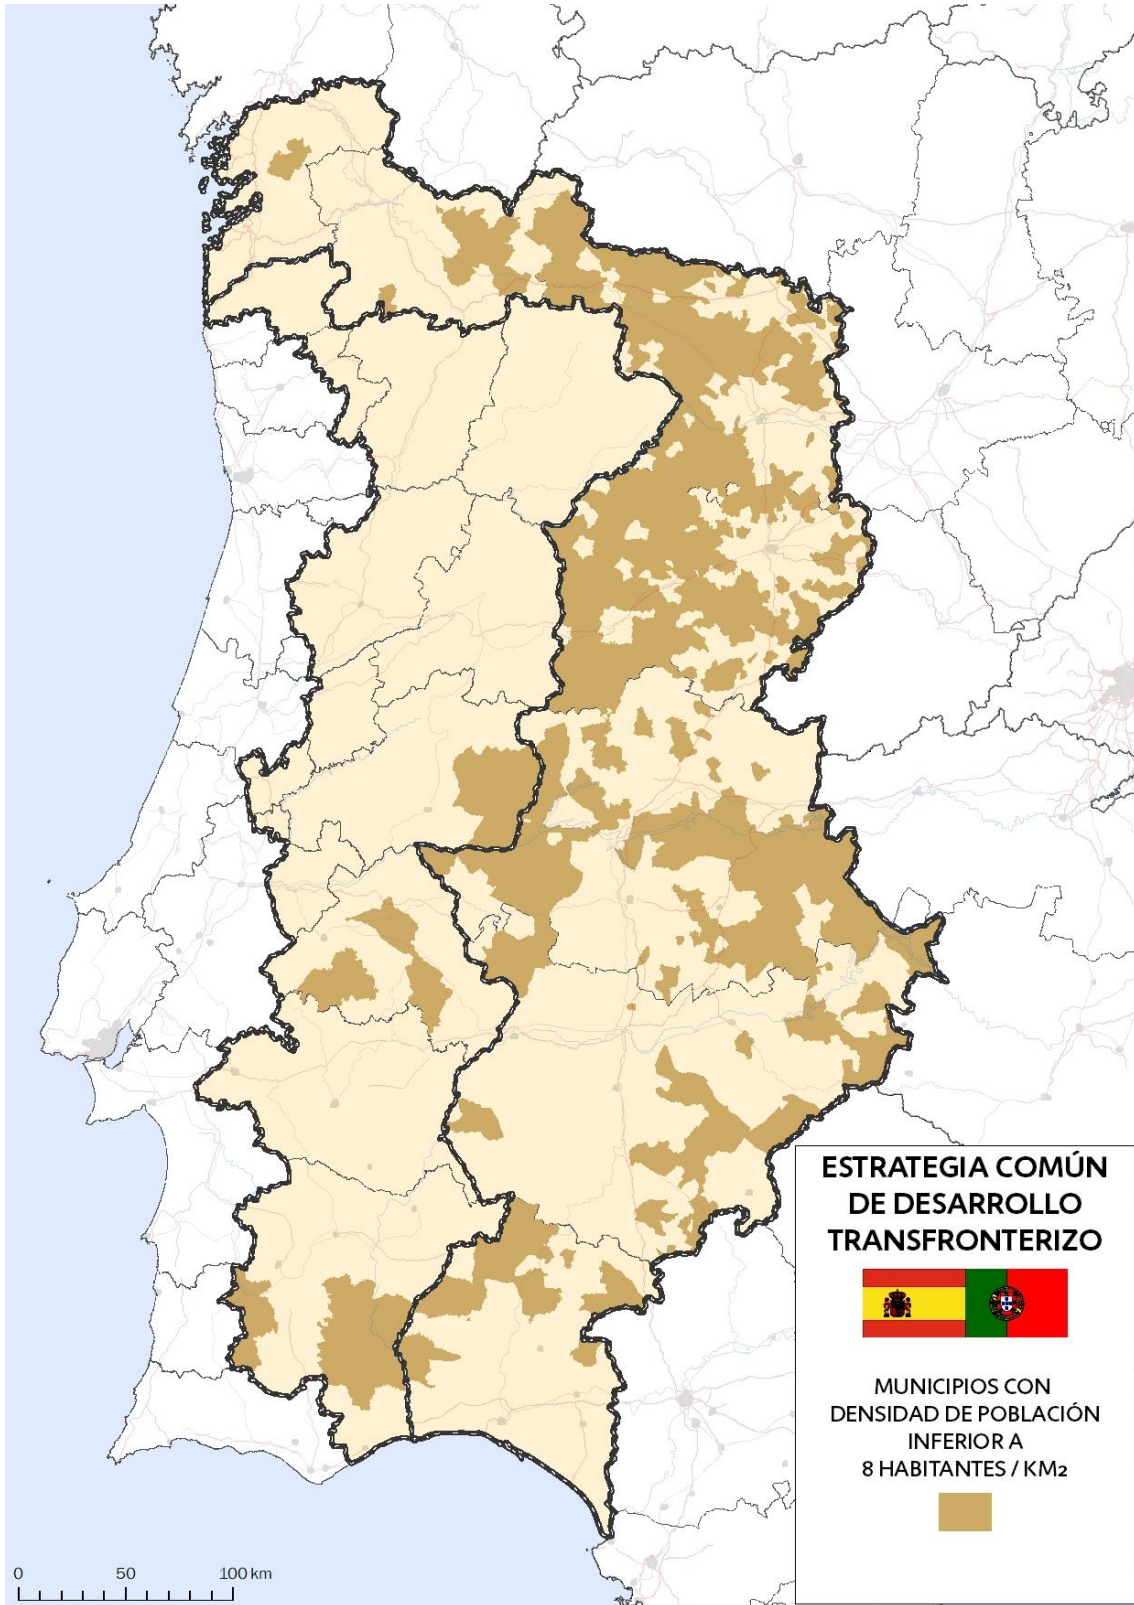 ESTRATEGIA COMÚN
DE DESARROLLO
TRANSFRONTERIZO
MUNICIPIOS CON
DENSIDAD DE POBLACIÓN
INFERIOR A
8 HABITANTES / KM2
0 50 100 km